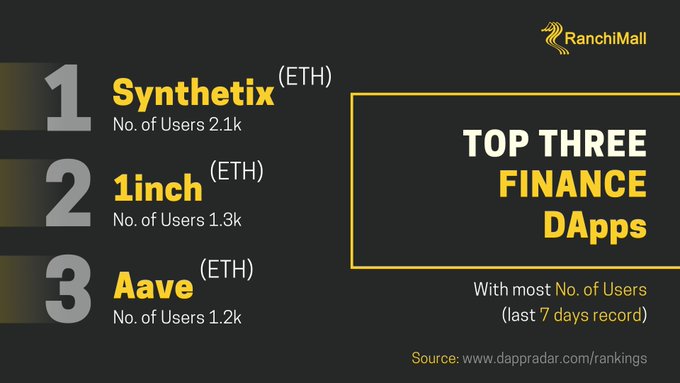 RanchiMall
1
Synthetix (ETH)
No. of Users 2.1k
2
1inch (ETH)
No. of Users 1.3k
3
Aave (ETH)
No. of Users 1.2k
TOP THREE
FINANCE
DApps
With most No. of Users
(last 7 days record)
Source: www.dappradar.com/rankings